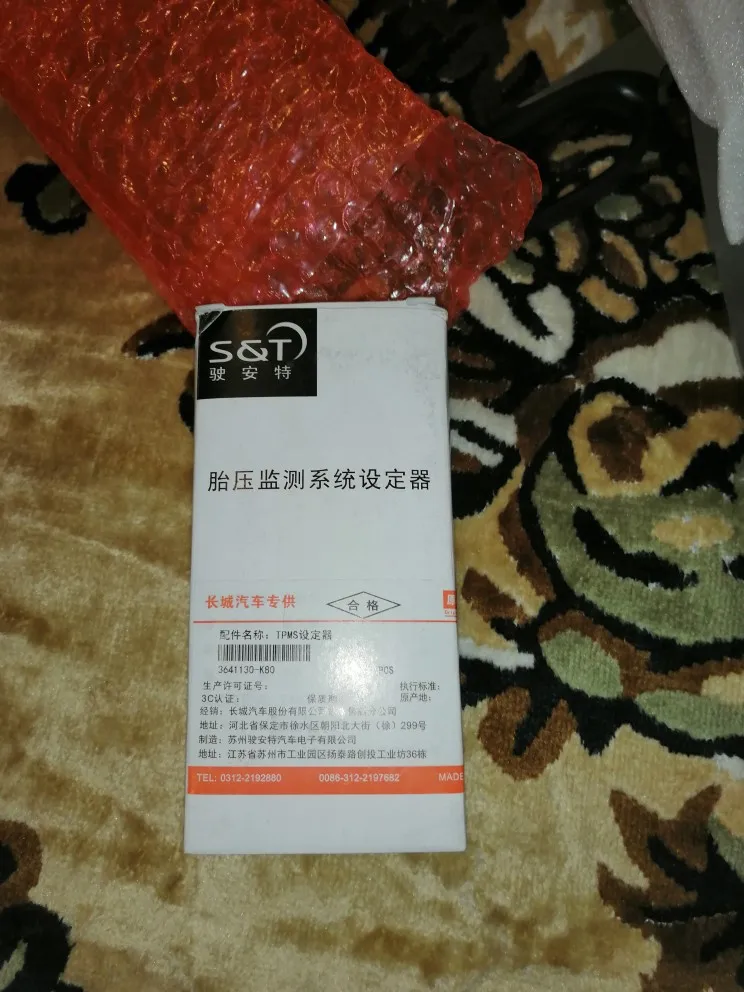 S&T
驶安特
胎压监测系统设定器
长城汽车专供
合格
配件名称：TPMS设定器
3641130-K80
生产许可证号：
执行标准：
3C认证：
保质期
原产地：
经销：长城汽车股份有限公司
地址：河北省保定市徐水区朝阳北大街（徐）299号
制造：苏州驶安特汽车电子有限公司
地址：江苏省苏州市工业园区扬泰路创投工业坊36栋
TEL: 0312-2192880 0086-312-2197682 MADE